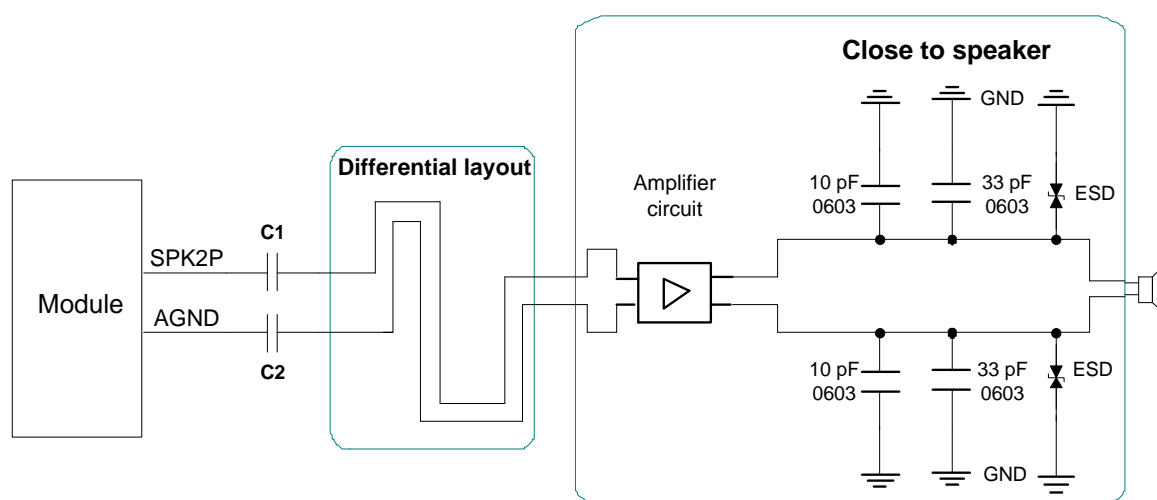 Close to speaker
GND
Differential layout
Amplifier
circuit
10 pF
0603
33 pF
0603
ESD
C1
SPK2P
Module
AGND
C2
10 pF
0603
33 pF
0603
ESD
GND